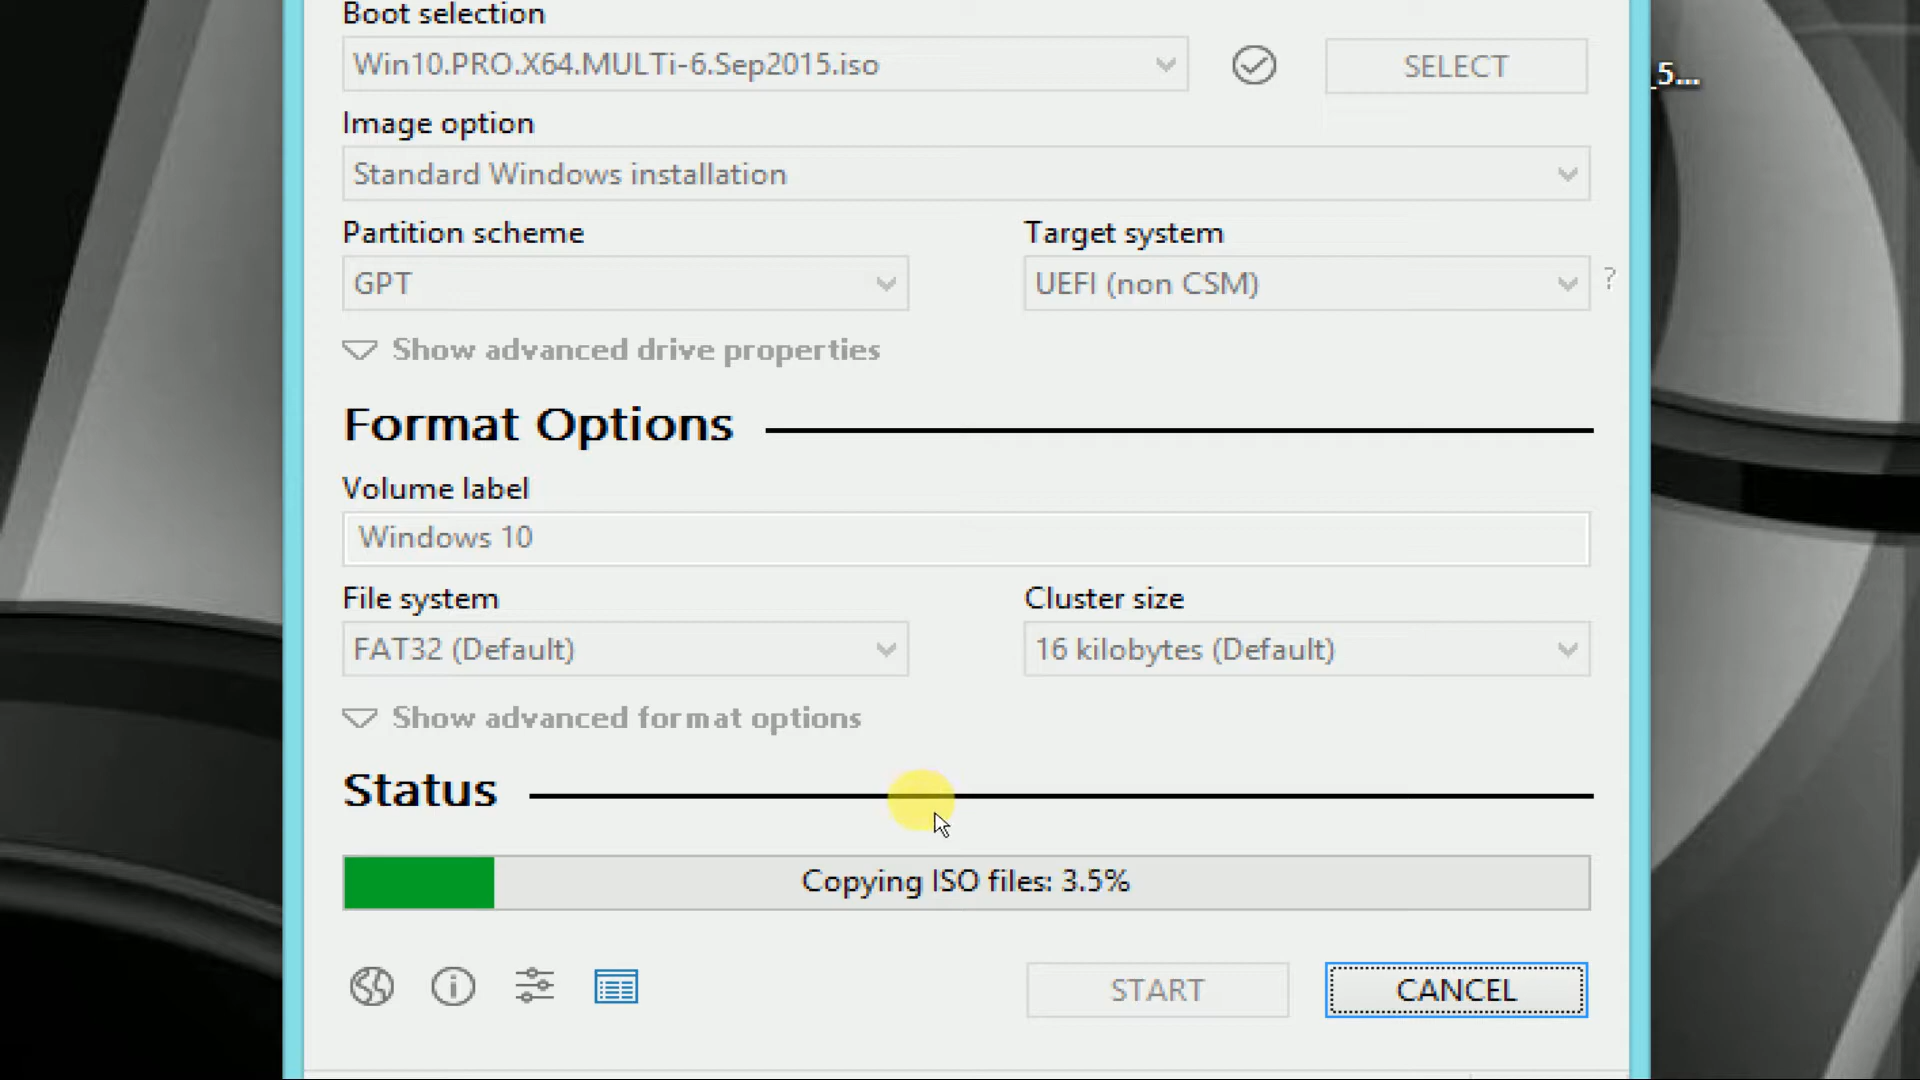 Boot selection
Win10.PRO.X64.MULTi-6.Sep2015.iso
SELECT
_5...
Image option
Standard Windows installation
Partition scheme
Target system
GPT
UEFI (non CSM)
?
Show advanced drive properties
Format Options
Volume label
Windows 10
File system
Cluster size
FAT32 (Default)
16 kilobytes (Default)
Show advanced format options
Status
Copying ISO files: 3.5%
START
CANCEL